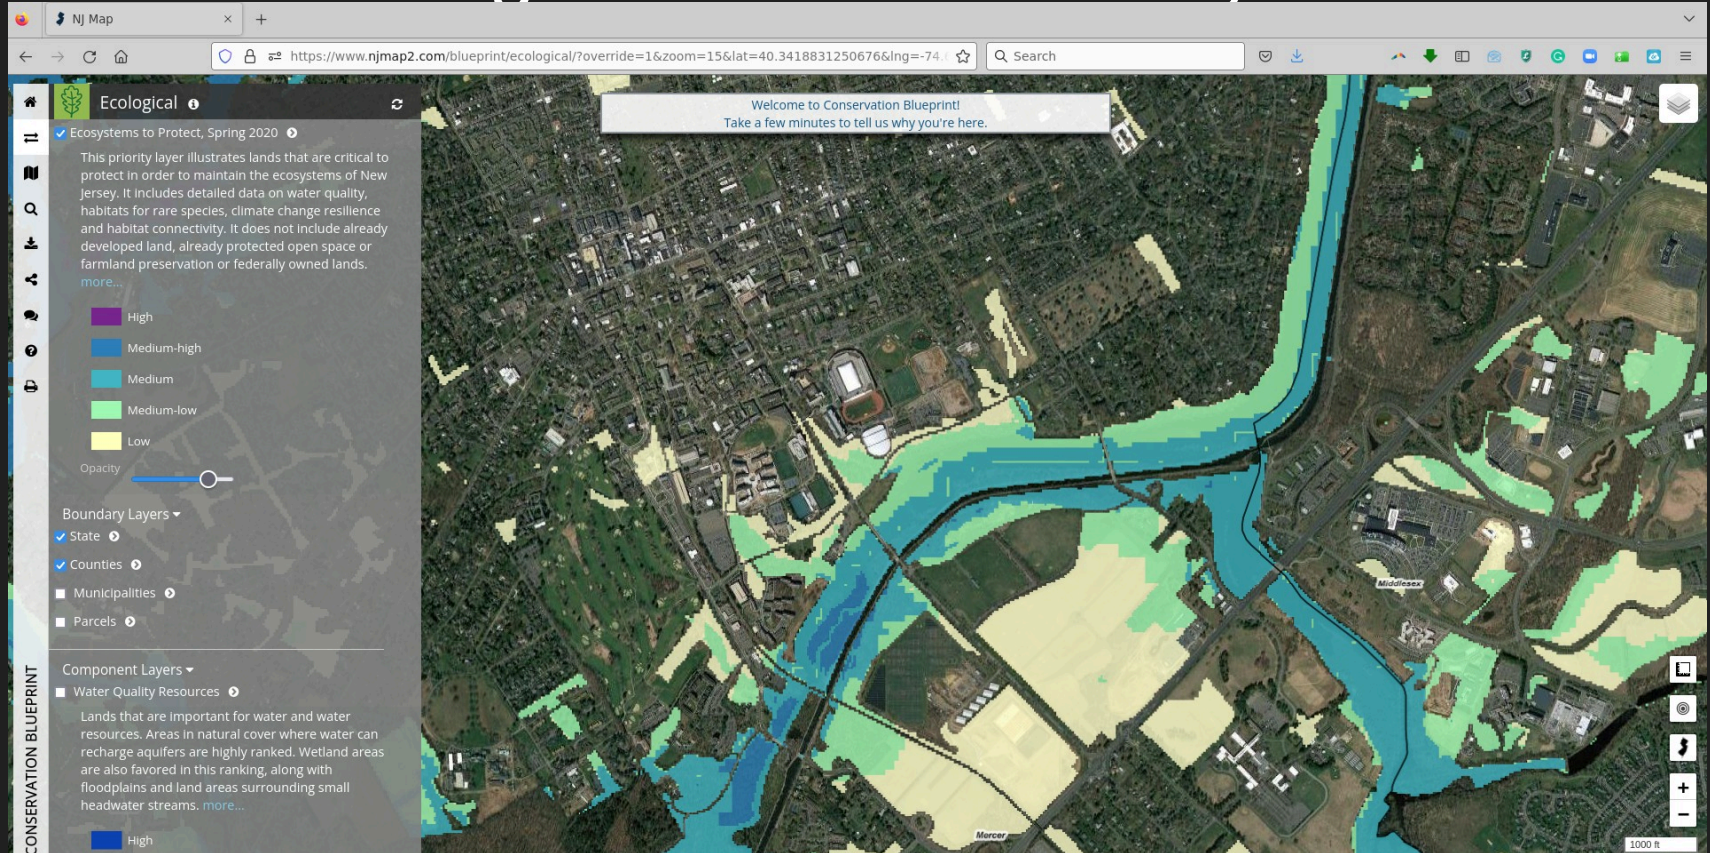 NJ Map
https://www.njmap2.com/blueprint/ecological/?override=1&zoom=15&lat=40.3418831250676&lng=-74.
Search
Ecological
Welcome to Conservation Blueprint!
Take a few minutes to tell us why you're here.
Ecosystems to Protect, Spring 2020
This priority layer illustrates lands that are critical to
protect in order to maintain the ecosystems of New
Jersey. It includes detailed data on water quality,
habitats for rare species, climate change resilience
and habitat connectivity. It does not include already
developed land, already protected open space or
farmland preservation or federally owned lands.
more...
High
Medium-high
Medium
Medium-low
Low
Opacity
Boundary Layers
State
Counties
Municipalities
Parcels
Component Layers
Water Quality Resources
Lands that are important for water and water
resources. Areas in natural cover where water can
recharge aquifers are highly ranked. Wetland areas
are also favored in this ranking, along with
floodplains and land areas surrounding small
headwater streams. more...
High
CONSERVATION BLUEPRINT
Middlesex
Mercer
1000 ft